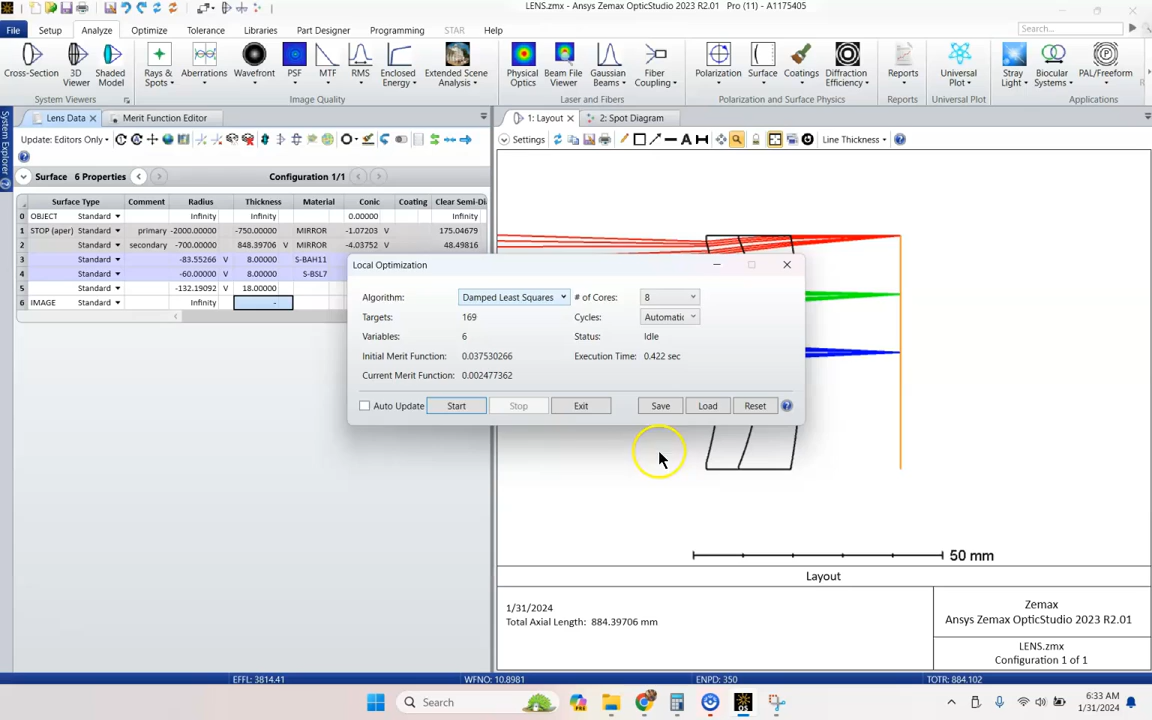 LENS.zmx - Ansys Zemax OpticStudio 2023 R2.01 - Pro (11) - A1175405
File Setup Analyze Optimize Tolerance Libraries Part Designer Programming STAR Help Search...
Cross-Section 3D Viewer Shaded Model Rays & Spots Aberrations Wavefront PSF MTF RMS Enclosed Energy Extended Scene Analysis Physical Optics Beam File Viewer Gaussian Beams Fiber Coupling Polarization Surface Coatings Diffraction Efficiency Reports Universal Plot Stray Light Biocular Systems PAL/Freeform
System Viewers Image Quality Laser and Fibers Polarization and Surface Physics Reports Universal Plot Applications
System Explorer
Lens Data Merit Function Editor
Update: Editors Only
Surface 6 Properties Configuration 1/1
Surface Type Comment Radius Thickness Material Conic Coating Clear Semi-Di
0 OBJECT Standard Infinity Infinity 0.00000 Infinity
1 STOP (aper) Standard primary -2000.00000 -750.00000 MIRROR -1.07203 V 175.04679
2 Standard secondary -700.00000 848.39706 V MIRROR -4.03752 V 48.49816
3 Standard -83.55266 V 8.00000 S-BAH11
4 Standard -60.00000 V 8.00000 S-BSL7
5 Standard -132.19092 V 18.00000
6 IMAGE Standard Infinity -
1: Layout 2: Spot Diagram
Settings Line Thickness
Local Optimization
Algorithm: Damped Least Squares # of Cores: 8
Targets: 169 Cycles: Automatic
Variables: 6 Status: Idle
Initial Merit Function: 0.037530266 Execution Time: 0.422 sec
Current Merit Function: 0.002477362
Auto Update Start Stop Exit Save Load Reset
50 mm
Layout
1/31/2024
Total Axial Length: 884.39706 mm
Zemax
Ansys Zemax OpticStudio 2023 R2.01
LENS.zmx
Configuration 1 of 1
EFFL: 3814.41 WFNO: 10.8981 ENPD: 350 TOTR: 884.102
Search
6:33 AM
1/31/2024